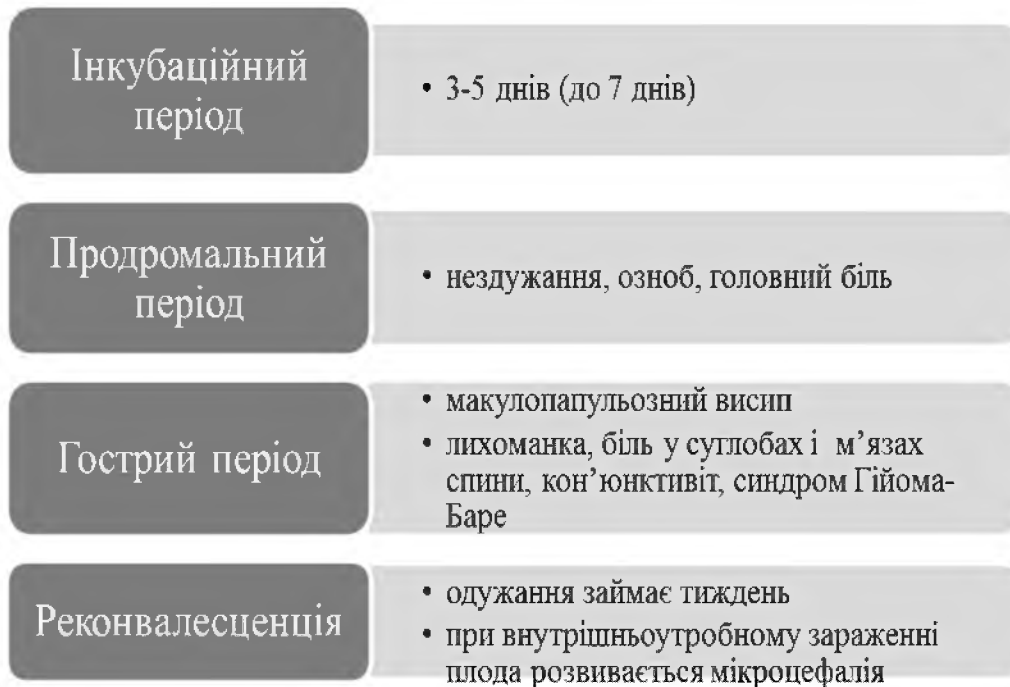 Інкубаційний
період
• 3-5 днів (до 7 днів)
Продромальний
період
• нездужання, озноб, головний біль
Гострий період
• макулопапульозний висип
• лихоманка, біль у суглобах і м’язах
спини, кон’юнктивіт, синдром Гійома-
Баре
Реконвалесценція
• одужання займає тиждень
• при внутрішньоутробному зараженні
плода розвивається мікроцефалія